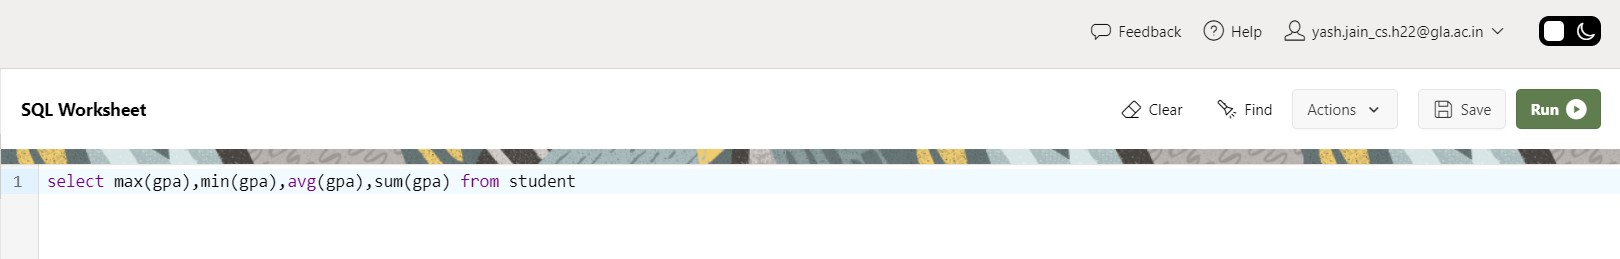 Feedback Help yash.jain_cs.h22@gla.ac.in
SQL Worksheet Clear Find Actions Save Run
1 select max(gpa),min(gpa),avg(gpa),sum(gpa) from student